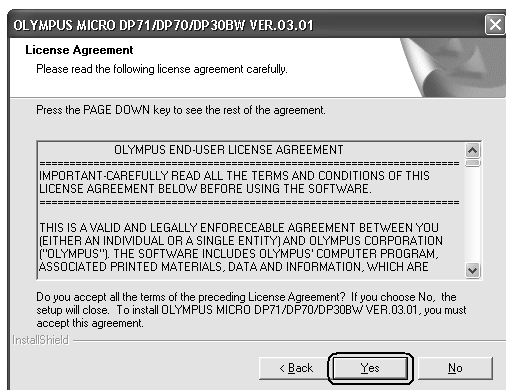 OLYMPUS MICRO DP71/DP70/DP30BW VER.03.01
License Agreement
Please read the following license agreement carefully.
Press the PAGE DOWN key to see the rest of the agreement.
OLYMPUS END-USER LICENSE AGREEMENT
======================================================================
IMPORTANT-CAREFULLY READ ALL THE TERMS AND CONDITIONS OF THIS
LICENSE AGREEMENT BELOW BEFORE USING THE SOFTWARE.
======================================================================
THIS IS A VALID AND LEGALLY ENFORECEABLE AGREEMENT BETWEEN YOU
(EITHER AN INDIVIDUAL OR A SINGLE ENTITY) AND OLYMPUS CORPORATION
("OLYMPUS"). THE SOFTWARE INCLUDES OLYMPUS' COMPUTER PROGRAM,
ASSOCIATED PRINTED MATERIALS, DATA AND INFORMATION, WHICH ARE
Do you accept all the terms of the preceding License Agreement? If you choose No, the
setup will close. To install OLYMPUS MICRO DP71/DP70/DP30BW VER.03.01, you must
accept this agreement.
InstallShield
< Back Yes No